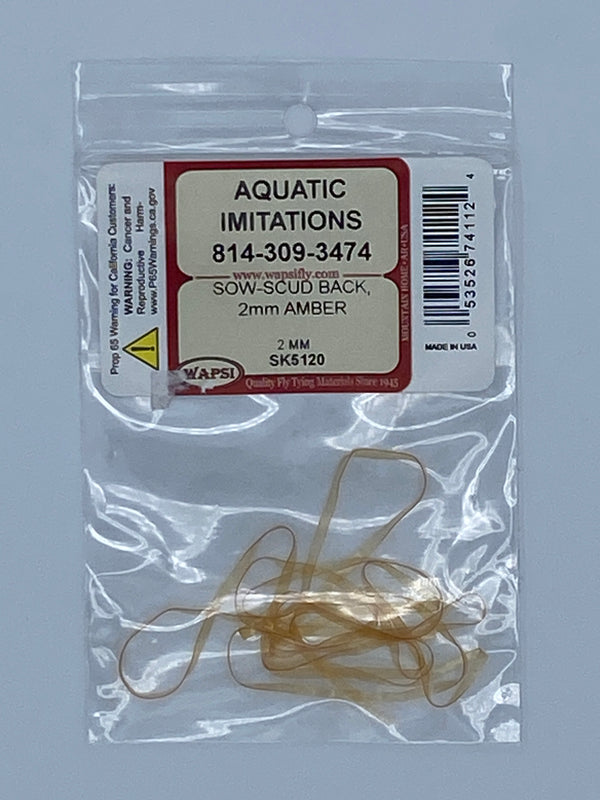 AQUATIC
IMITATIONS
814-309-3474
www.wapsifly.com
SOW-SCUD BACK,
2mm AMBER
2 MM
SK5120
WAPSI
Quality Fly Tying Materials Since 1945
MOUNTAIN HOME•AR•USA
Prop 65 Warning for California Customers:
WARNING: Cancer and
Reproductive Harm-
www.P65Warnings.ca.gov
0 53526 74112 4
MADE IN USA